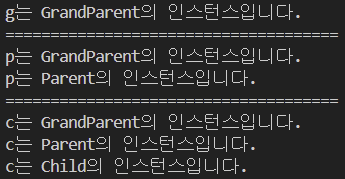 g는 GrandParent의 인스턴스입니다.
=====================================
p는 GrandParent의 인스턴스입니다.
p는 Parent의 인스턴스입니다.
=====================================
c는 GrandParent의 인스턴스입니다.
c는 Parent의 인스턴스입니다.
c는 Child의 인스턴스입니다.